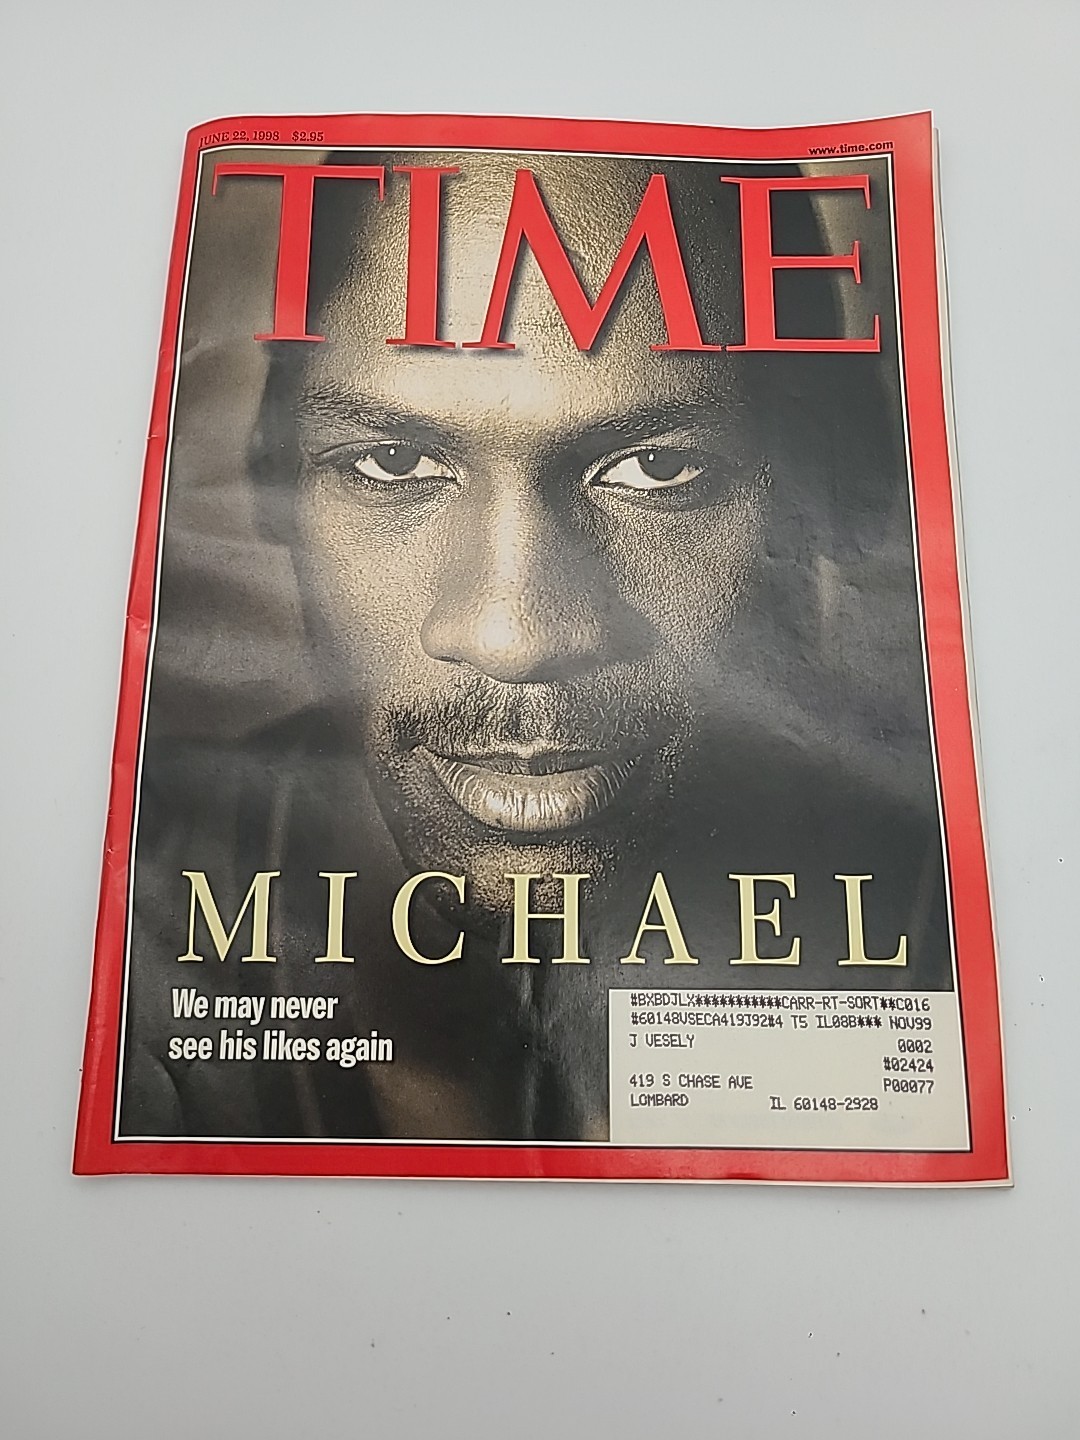 JUNE 22, 1998 $2.95
www.time.com
TIME
MICHAEL
We may never
see his likes again
#BXBDJLX***********CARR-RT-SORT**C016
#60148VSECA419J92#4 T5 IL08B*** NOV99
J VESELY 0002
#02424
419 S CHASE AVE P00077
LOMBARD IL 60148-2928